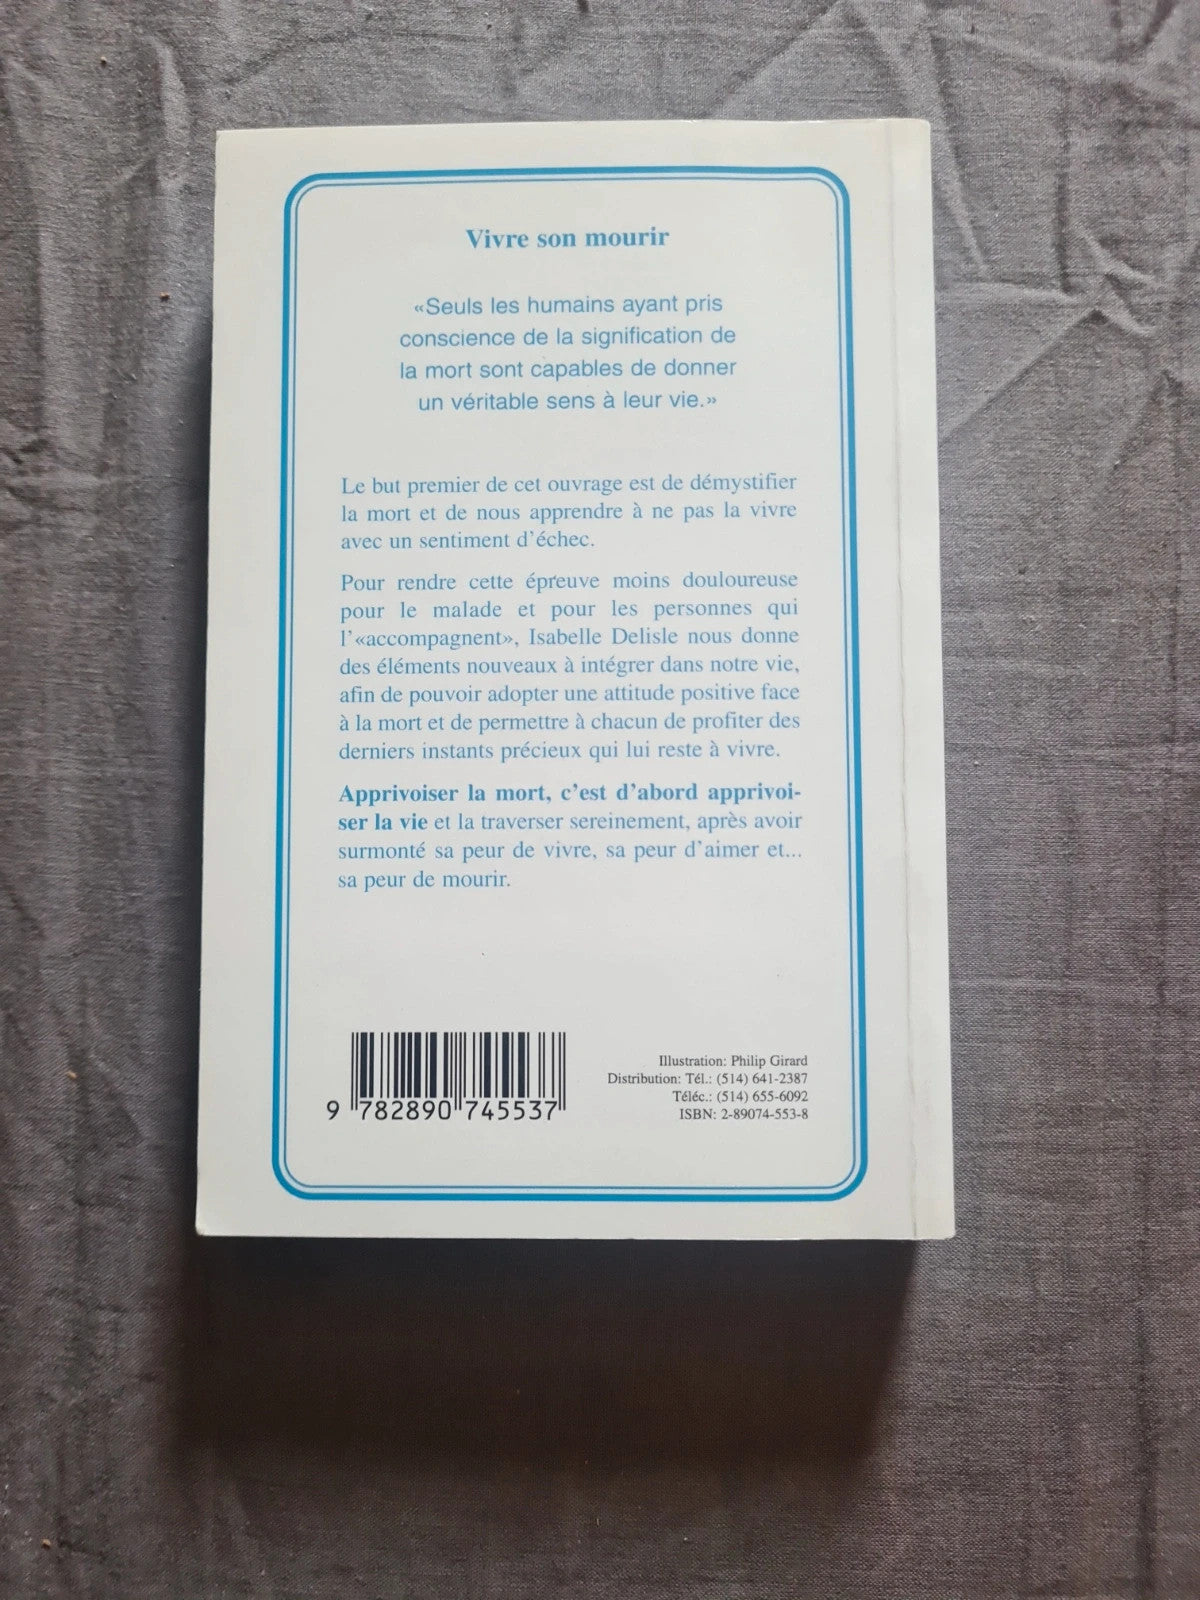 Vivre son mourir
«Seuls les humains ayant pris
conscience de la signification de
la mort sont capables de donner
un véritable sens à leur vie.»
Le but premier de cet ouvrage est de démystifier
la mort et de nous apprendre à ne pas la vivre
avec un sentiment d'échec.
Pour rendre cette épreuve moins douloureuse
pour le malade et pour les personnes qui
l'«accompagnent», Isabelle Delisle nous donne
des éléments nouveaux à intégrer dans notre vie,
afin de pouvoir adopter une attitude positive face
à la mort et de permettre à chacun de profiter des
derniers instants précieux qui lui reste à vivre.
Apprivoiser la mort, c'est d'abord apprivoi-
ser la vie et la traverser sereinement, après avoir
surmonté sa peur de vivre, sa peur d'aimer et...
sa peur de mourir.
Illustration: Philip Girard
Distribution: Tél.: (514) 641-2387
Téléc.: (514) 655-6092
ISBN: 2-89074-553-8
9 782890 745537